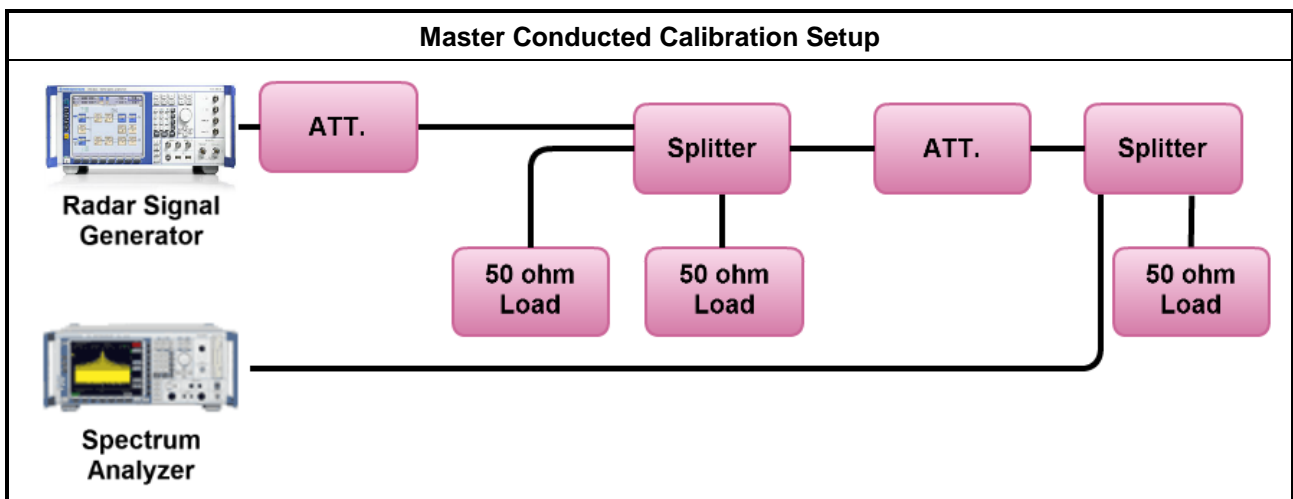 Master Conducted Calibration Setup
ATT.
Splitter
ATT.
Splitter
Radar Signal
Generator
50 ohm
Load
50 ohm
Load
50 ohm
Load
Spectrum
Analyzer